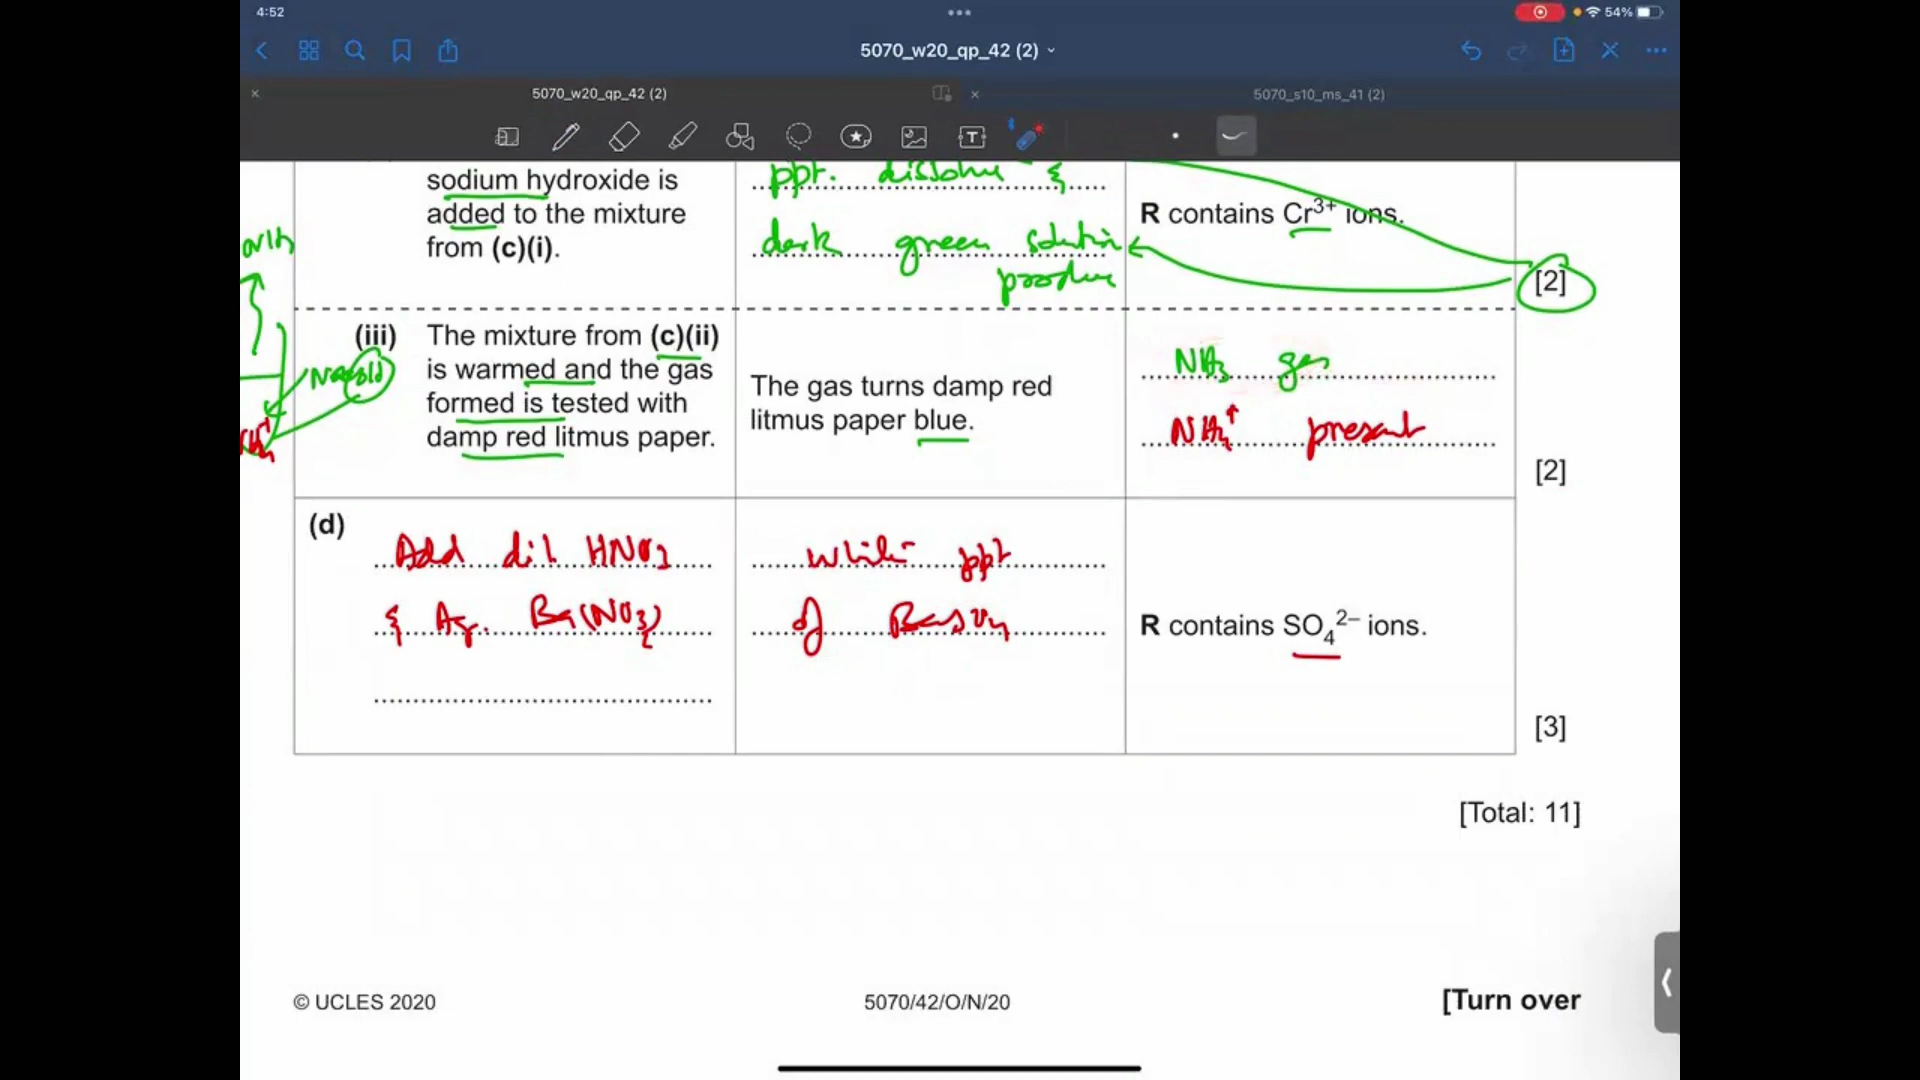 4:52
54%
5070_w20_qp_42 (2)
5070_w20_qp_42 (2)
5070_s10_ms_41 (2)
sodium hydroxide is
added to the mixture
from (c)(i).
ppt. dissolve &
dark green solution
produce
R contains Cr³⁺ ions.
[2]
(iii) The mixture from (c)(ii)
is warmed and the gas
formed is tested with
damp red litmus paper.
The gas turns damp red
litmus paper blue.
NH₃ gas
NH₄⁺ present
[2]
(d)
Add dil HNO₃
& Aq. Ba(NO₃)₂
white ppt
of BaSO₄
R contains SO₄²⁻ ions.
[3]
[Total: 11]
© UCLES 2020
5070/42/O/N/20
[Turn over